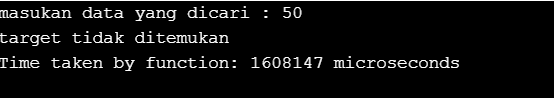 masukan data yang dicari : 50
target tidak ditemukan
Time taken by function: 1608147 microseconds